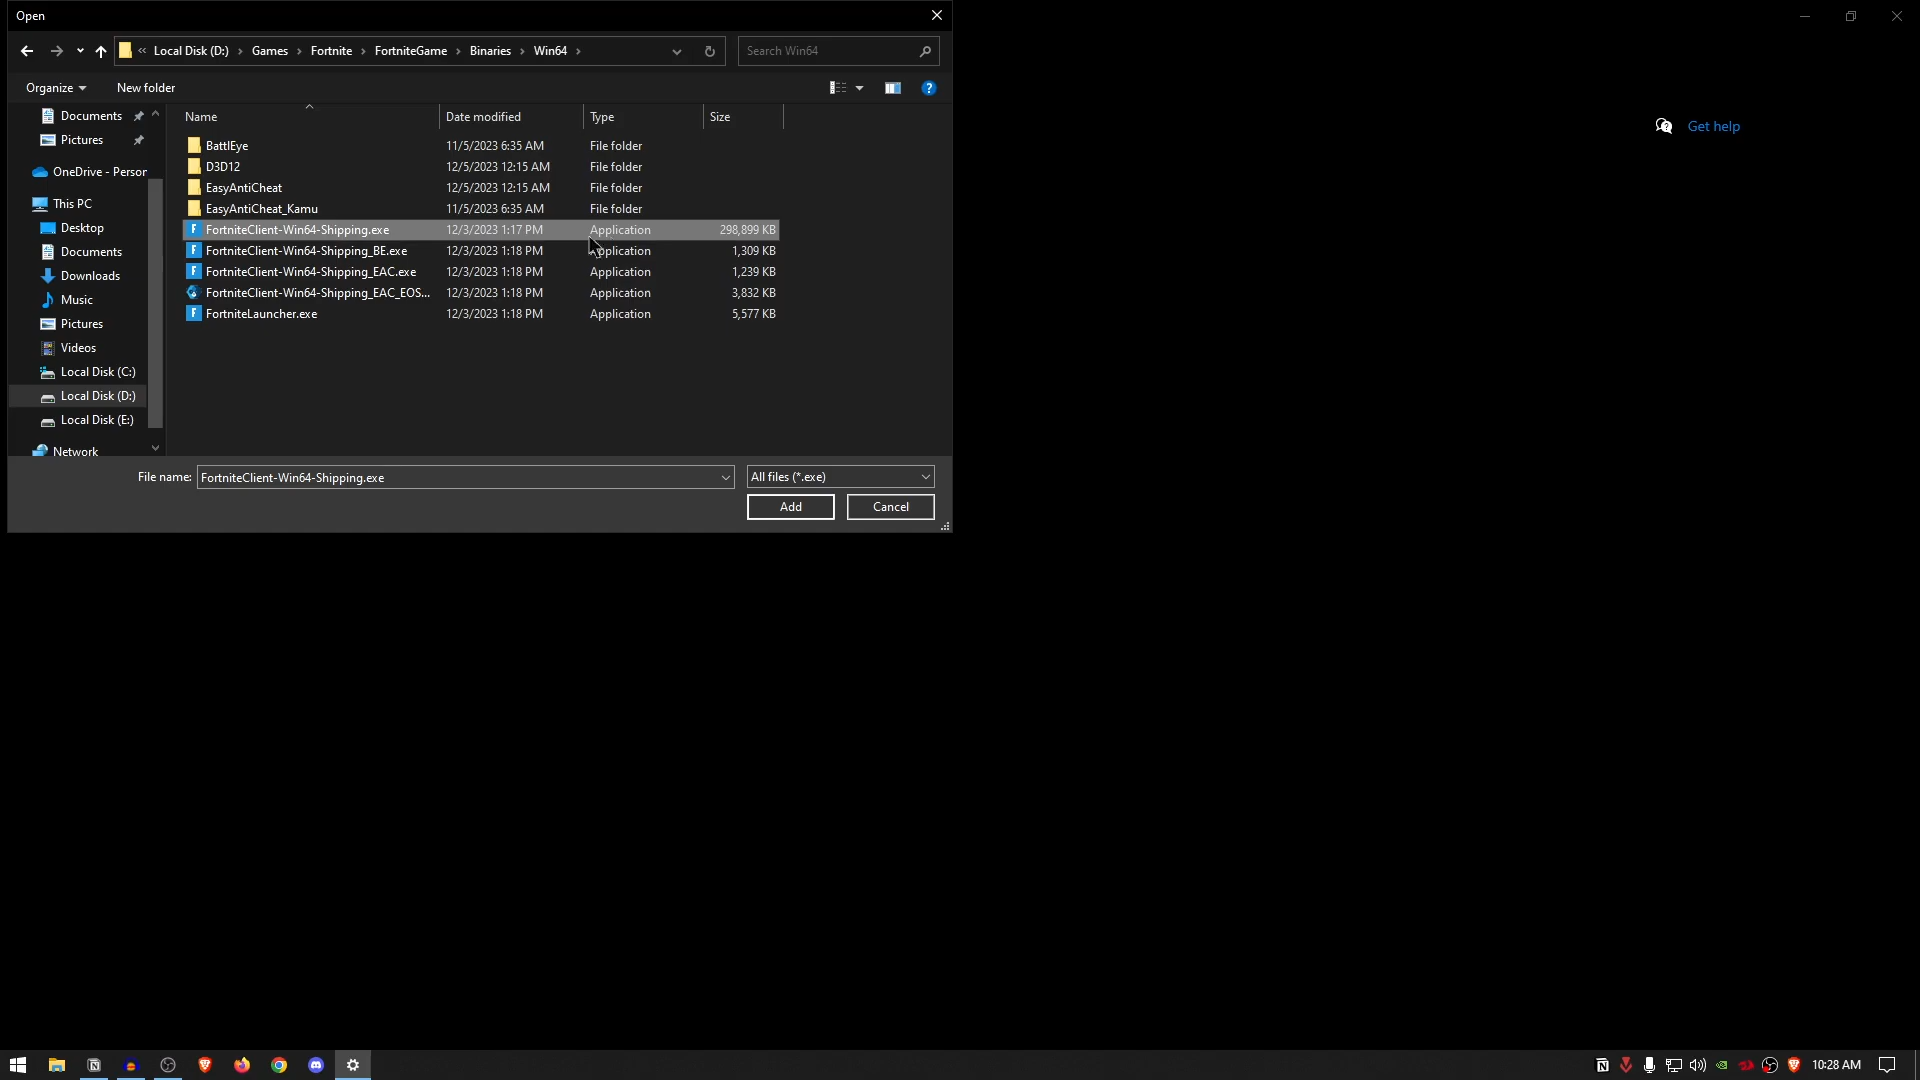 Open
« Local Disk (D:) › Games › Fortnite › FortniteGame › Binaries › Win64 ›
Search Win64
Organize
New folder
Documents
Pictures
OneDrive - Person
This PC
Desktop
Documents
Downloads
Music
Pictures
Videos
Local Disk (C:)
Local Disk (D:)
Local Disk (E:)
Network
Name Date modified Type Size
BattlEye 11/5/2023 6:35 AM File folder
D3D12 12/5/2023 12:15 AM File folder
EasyAntiCheat 12/5/2023 12:15 AM File folder
EasyAntiCheat_Kamu 11/5/2023 6:35 AM File folder
FortniteClient-Win64-Shipping.exe 12/3/2023 1:17 PM Application 298,899 KB
FortniteClient-Win64-Shipping_BE.exe 12/3/2023 1:18 PM Application 1,309 KB
FortniteClient-Win64-Shipping_EAC.exe 12/3/2023 1:18 PM Application 1,239 KB
FortniteClient-Win64-Shipping_EAC_EOS... 12/3/2023 1:18 PM Application 3,832 KB
FortniteLauncher.exe 12/3/2023 1:18 PM Application 5,577 KB
File name: FortniteClient-Win64-Shipping.exe
All files (*.exe)
Add
Cancel
Get help
10:28 AM